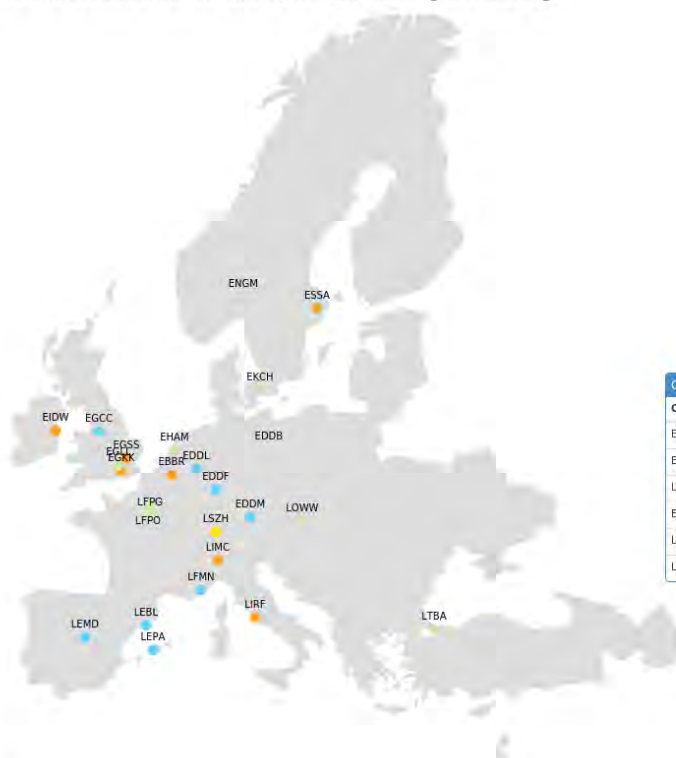 ENGM
ESSA
EKCH
EIDW
EGCC
EDDB
EHAM
EGSS
EGLL
EGKK
EBBR
EDDL
EDDF
EDDM
LOWW
LFPG
LFPO
LSZH
LIMC
LFMN
LIRF
LEBL
LEMD
LEPA
LTBA